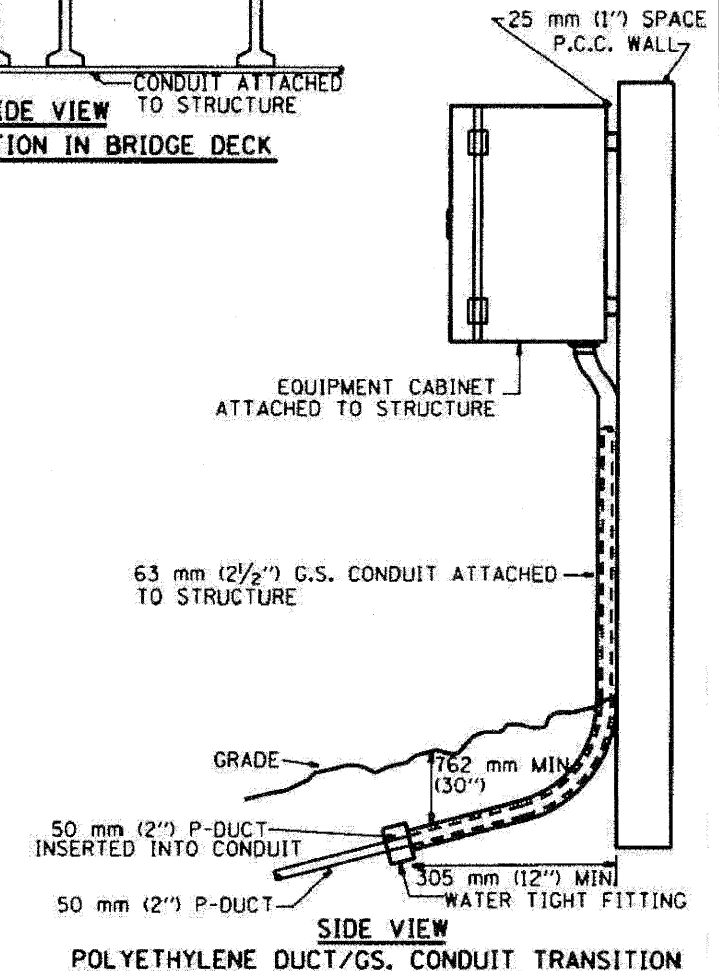 25 mm (1") SPACE
P.C.C. WALL
CONDUIT ATTACHED
TO STRUCTURE
IDE VIEW
TION IN BRIDGE DECK
EQUIPMENT CABINET
ATTACHED TO STRUCTURE
63 mm (2½") G.S. CONDUIT ATTACHED
TO STRUCTURE
GRADE
762 mm MIN
(30")
50 mm (2") P-DUCT
INSERTED INTO CONDUIT
305 mm (12") MIN.
50 mm (2") P-DUCT
WATER TIGHT FITTING
SIDE VIEW
POLYETHYLENE DUCT/GS. CONDUIT TRANSITION